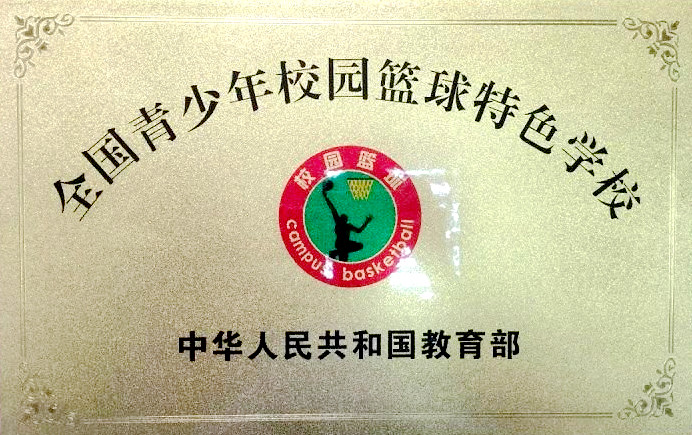 全国青少年校园篮球特色学校
校园篮球
campus basketball
中华人民共和国教育部